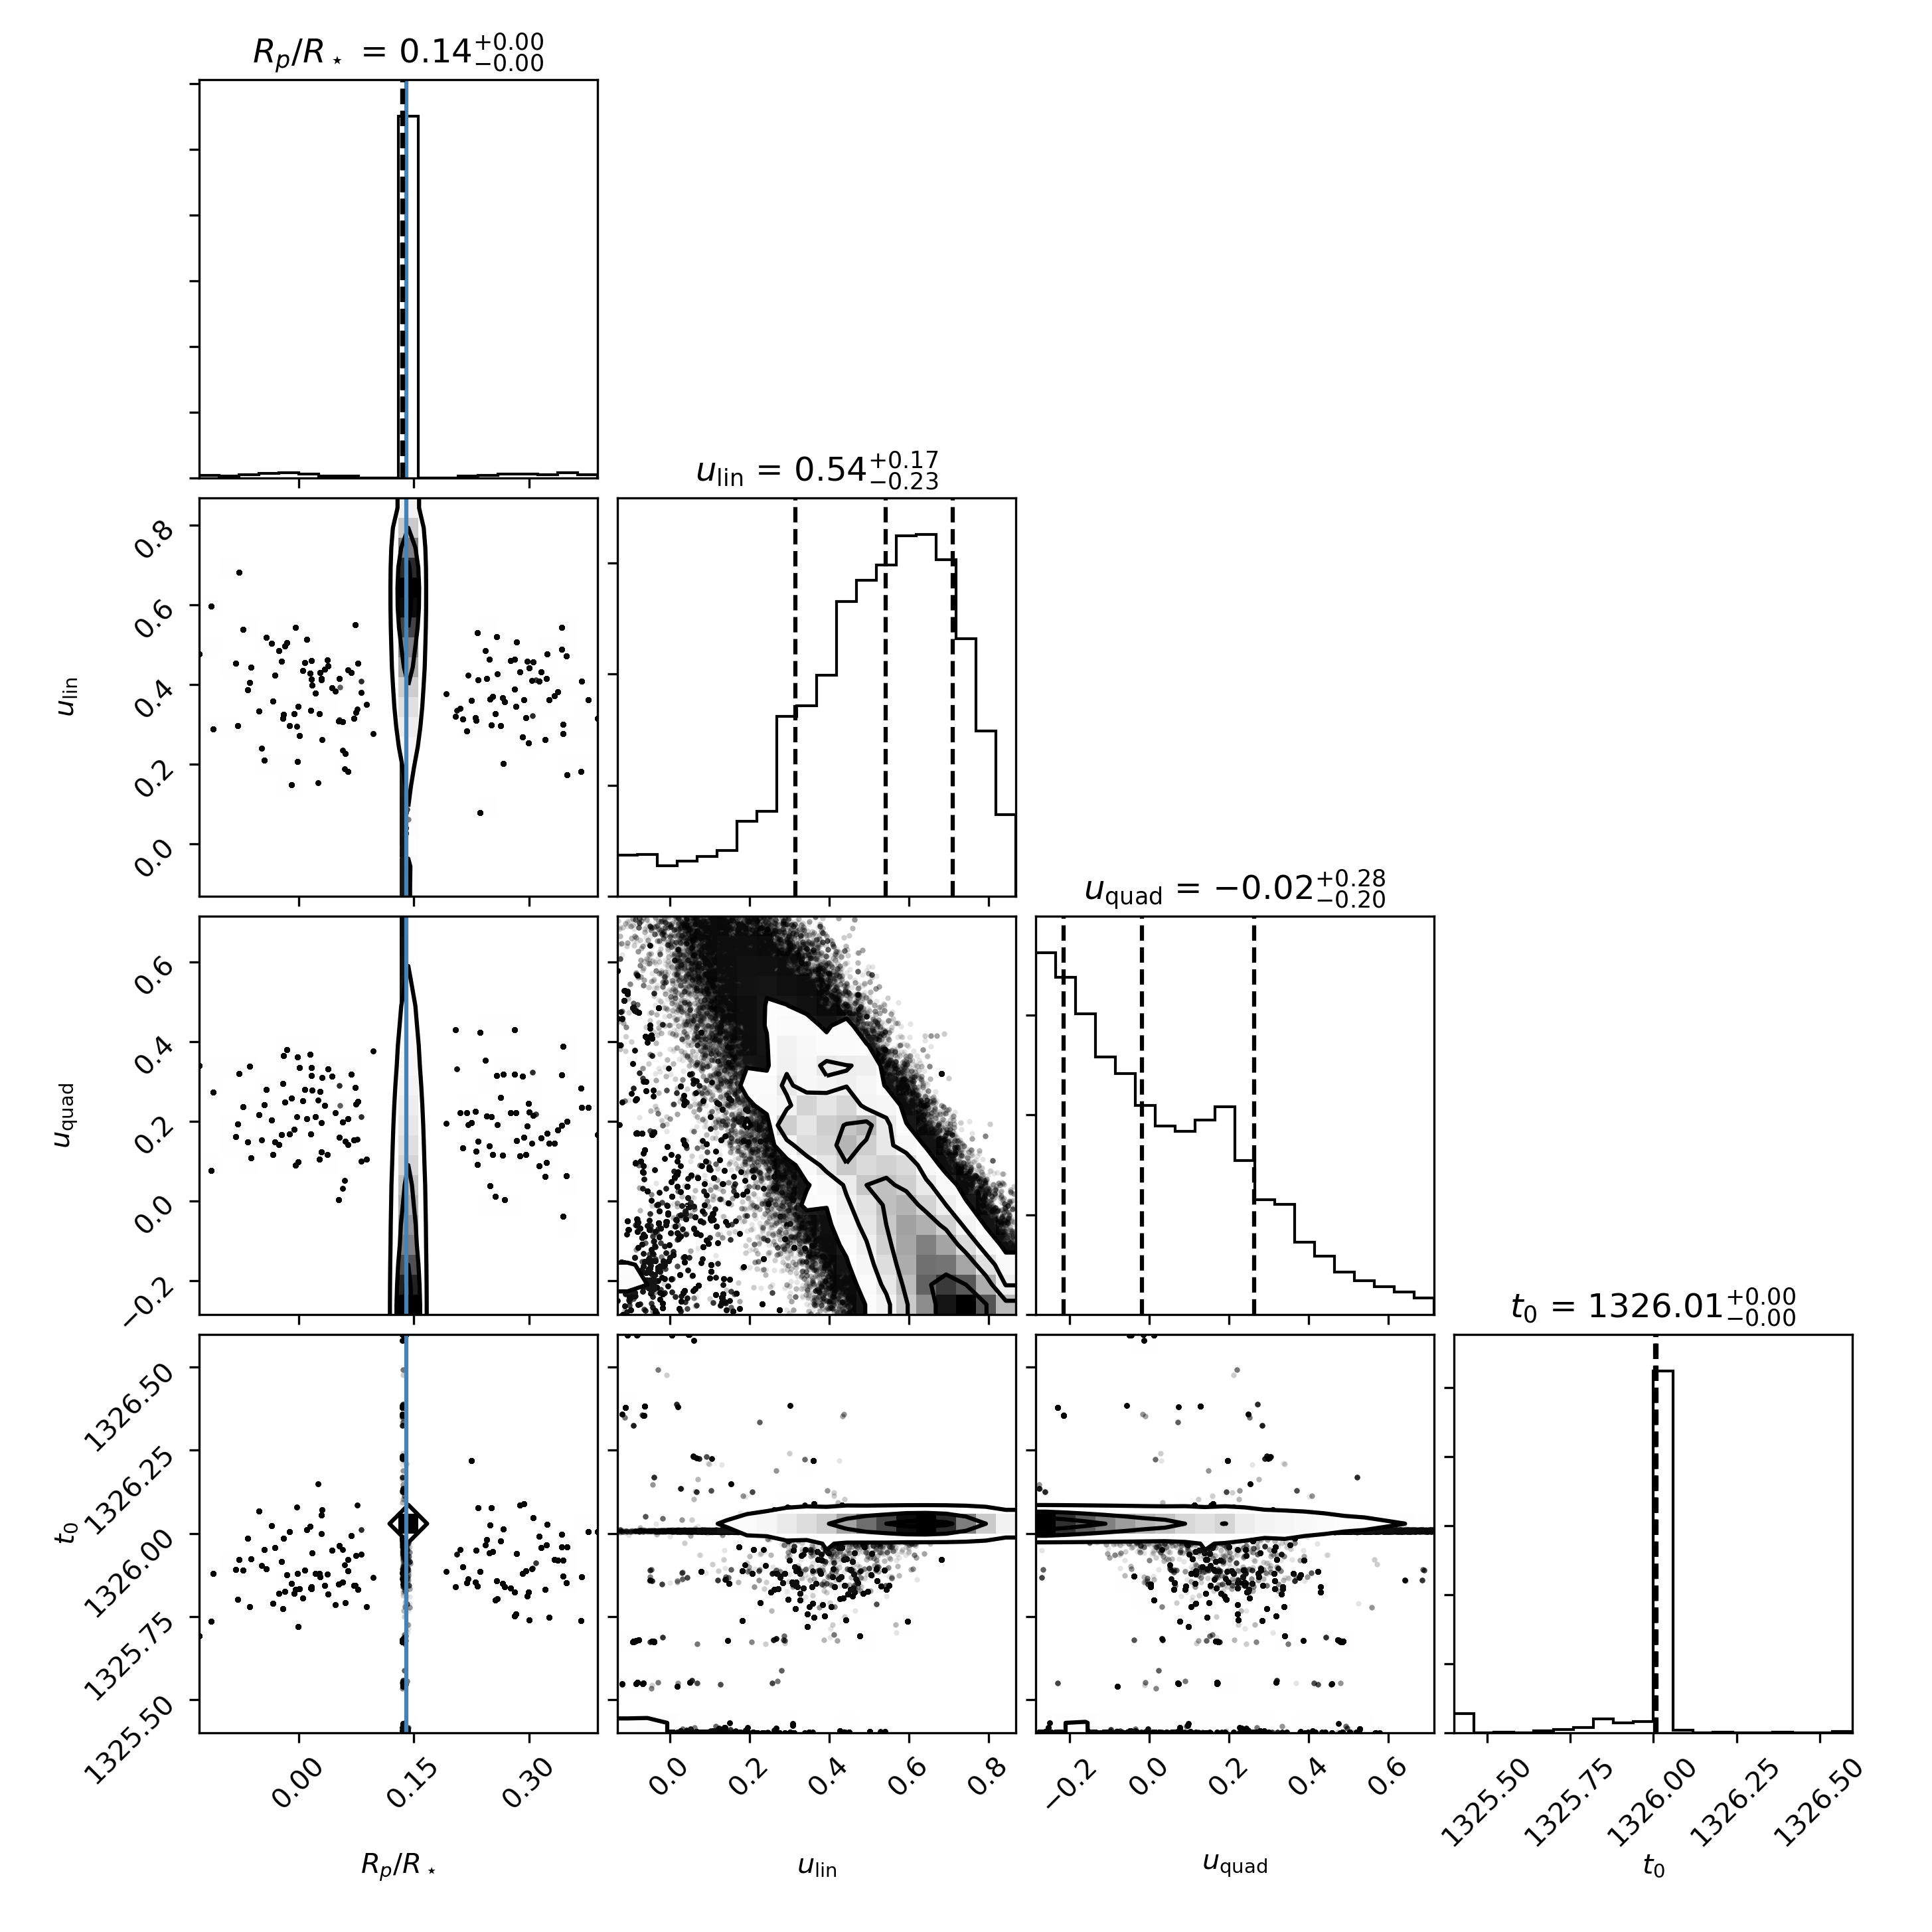 R_p/R_⋆ = 0.14^{+0.00}_{-0.00}
u_lin = 0.54^{+0.17}_{-0.23}
0.8
0.6
0.4
0.2
0.0
u_lin
u_quad = −0.02^{+0.28}_{-0.20}
0.6
0.4
0.2
0.0
−0.2
u_quad
t_0 = 1326.01^{+0.00}_{-0.00}
1326.50
1326.25
1326.00
1325.75
1325.50
t_0
0.00 0.15 0.30
0.0 0.2 0.4 0.6 0.8
−0.2 0.0 0.2 0.4 0.6
1325.50 1325.75 1326.00 1326.25 1326.50
R_p/R_⋆ u_lin u_quad t_0